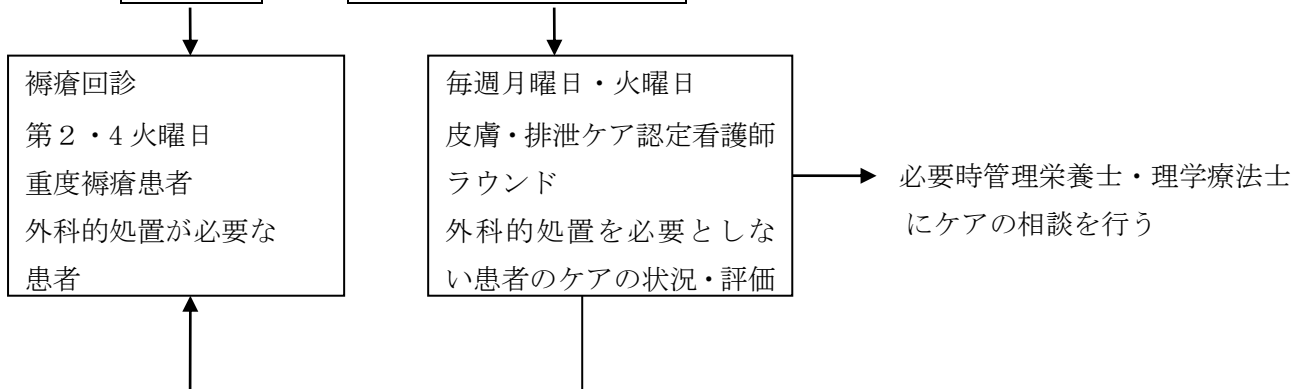 褥瘡回診
第２・4 火曜日
重度褥瘡患者
外科的処置が必要な
患者
毎週月曜日・火曜日
皮膚・排泄ケア認定看護師
ラウンド
外科的処置を必要としな
い患者のケアの状況・評価
必要時管理栄養士・理学療法士
にケアの相談を行う